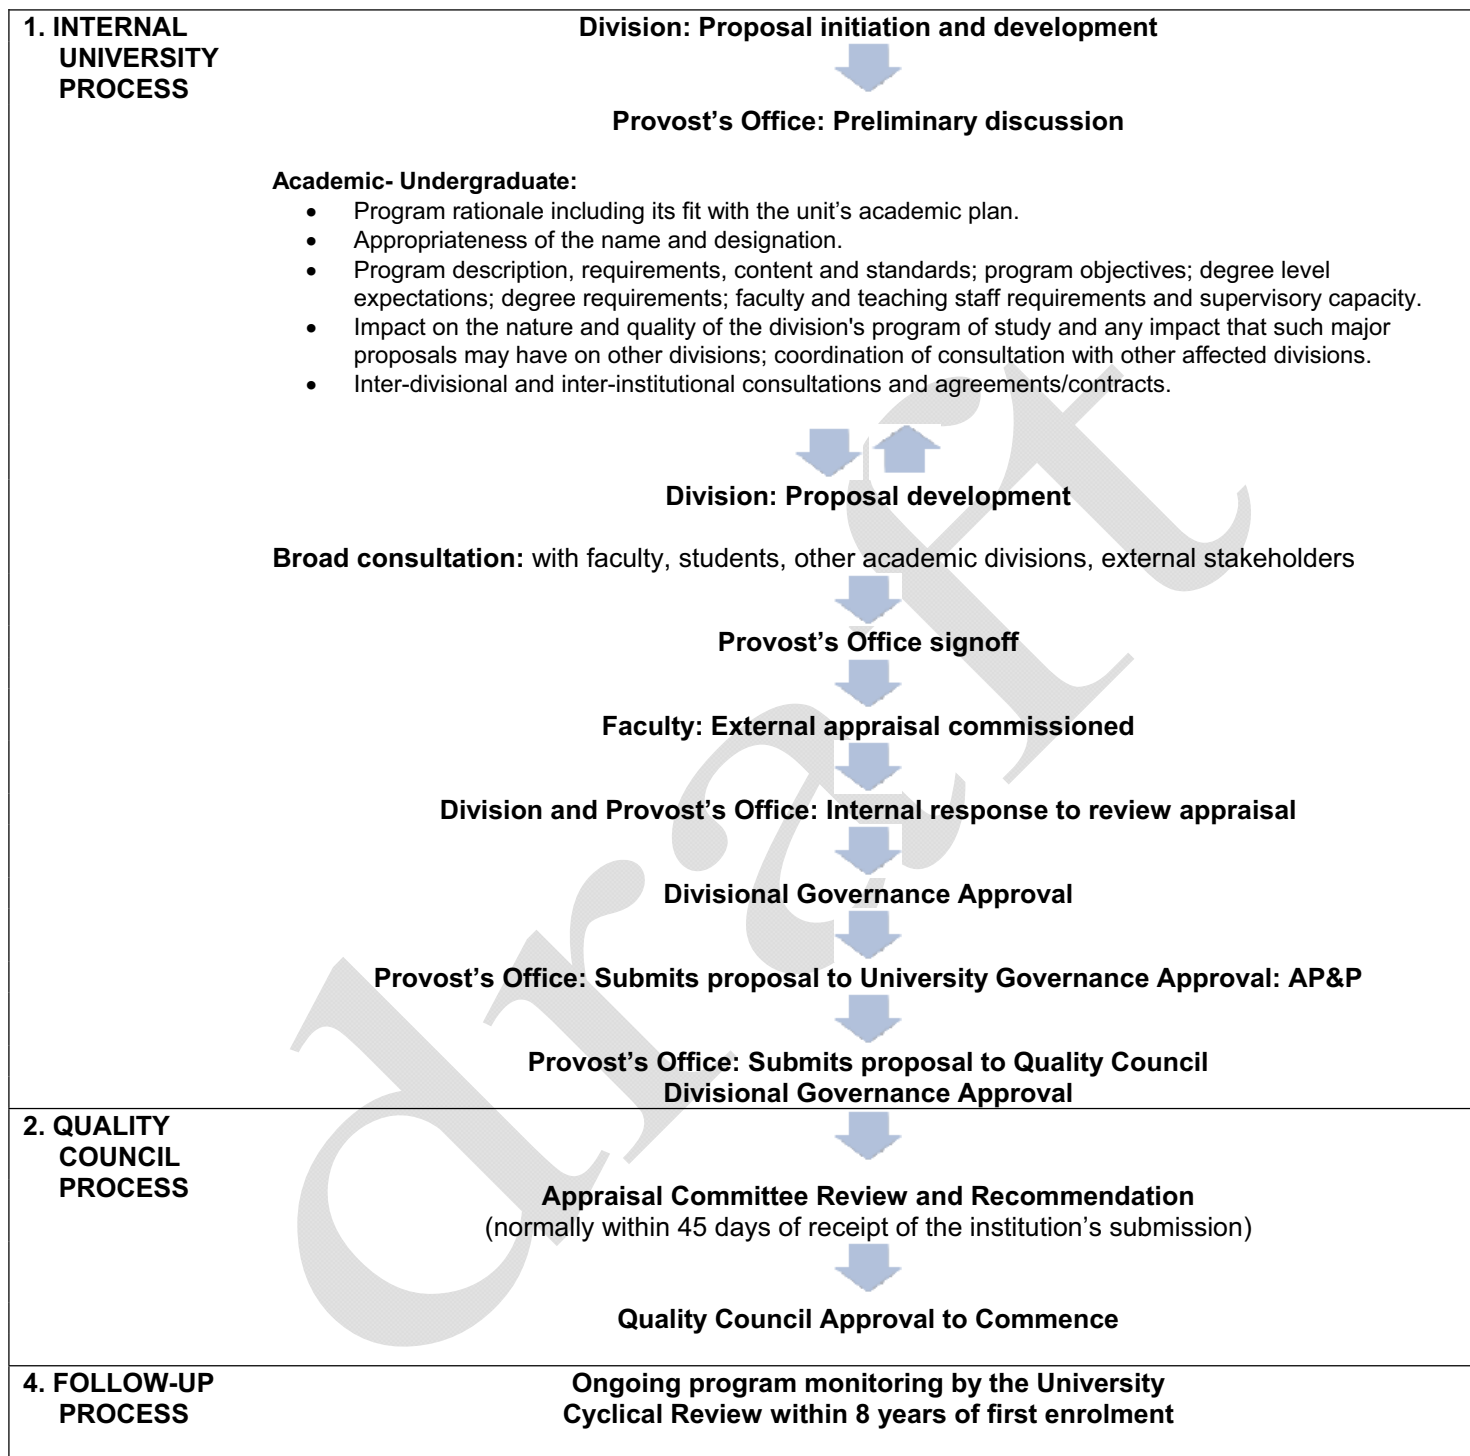 1. INTERNAL
UNIVERSITY
PROCESS
Division: Proposal initiation and development
Provost’s Office: Preliminary discussion
Academic- Undergraduate:
• Program rationale including its fit with the unit’s academic plan.
• Appropriateness of the name and designation.
• Program description, requirements, content and standards; program objectives; degree level
expectations; degree requirements; faculty and teaching staff requirements and supervisory capacity.
• Impact on the nature and quality of the division's program of study and any impact that such major
proposals may have on other divisions; coordination of consultation with other affected divisions.
• Inter-divisional and inter-institutional consultations and agreements/contracts.
Division: Proposal development
Broad consultation: with faculty, students, other academic divisions, external stakeholders
Provost’s Office signoff
Faculty: External appraisal commissioned
Division and Provost’s Office: Internal response to review appraisal
Divisional Governance Approval
Provost’s Office: Submits proposal to University Governance Approval: AP&P
Provost’s Office: Submits proposal to Quality Council
Divisional Governance Approval
2. QUALITY
COUNCIL
PROCESS
Appraisal Committee Review and Recommendation
(normally within 45 days of receipt of the institution’s submission)
Quality Council Approval to Commence
4. FOLLOW-UP
PROCESS
Ongoing program monitoring by the University
Cyclical Review within 8 years of first enrolment
draft